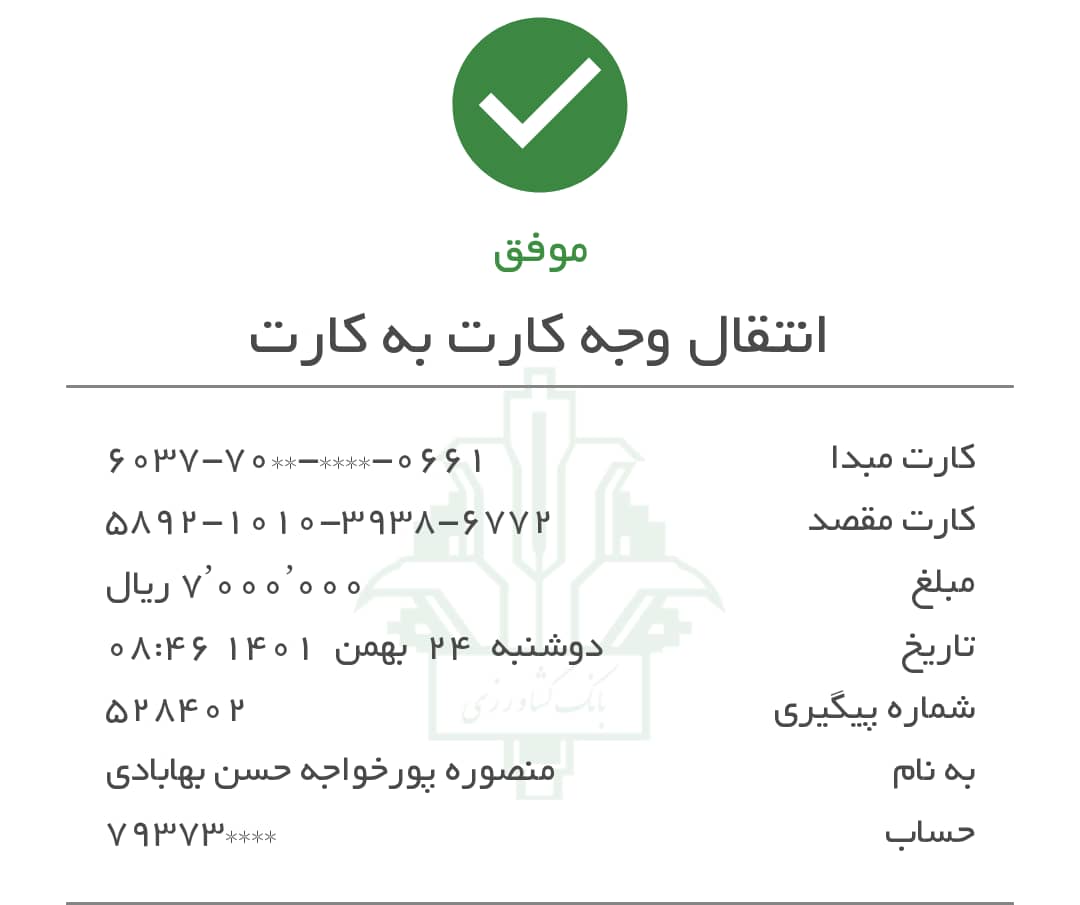 موفق
انتقال وجه کارت به کارت
کارت مبدا ۶۰۳۷-۷۰**-****-۰۶۶۱
کارت مقصد ۵۸۹۲-۱۰۱۰-۳۹۳۸-۶۷۷۲
مبلغ ۷٬۰۰۰٬۰۰۰ ریال
تاریخ دوشنبه ۲۴ بهمن ۱۴۰۱ ۰۸:۴۶
شماره پیگیری ۵۲۸۴۰۲
بانک کشاورزی
به نام منصوره پورخواجه حسن بهابادی
حساب ۷۹۳۷۳****